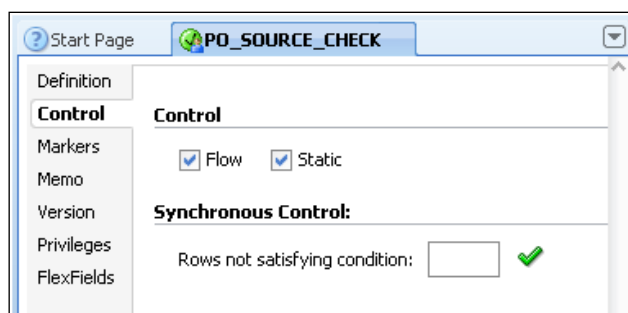 Start Page
PO_SOURCE_CHECK
Definition
Control
Markers
Memo
Version
Privileges
FlexFields
Control
Flow
Static
Synchronous Control:
Rows not satisfying condition: